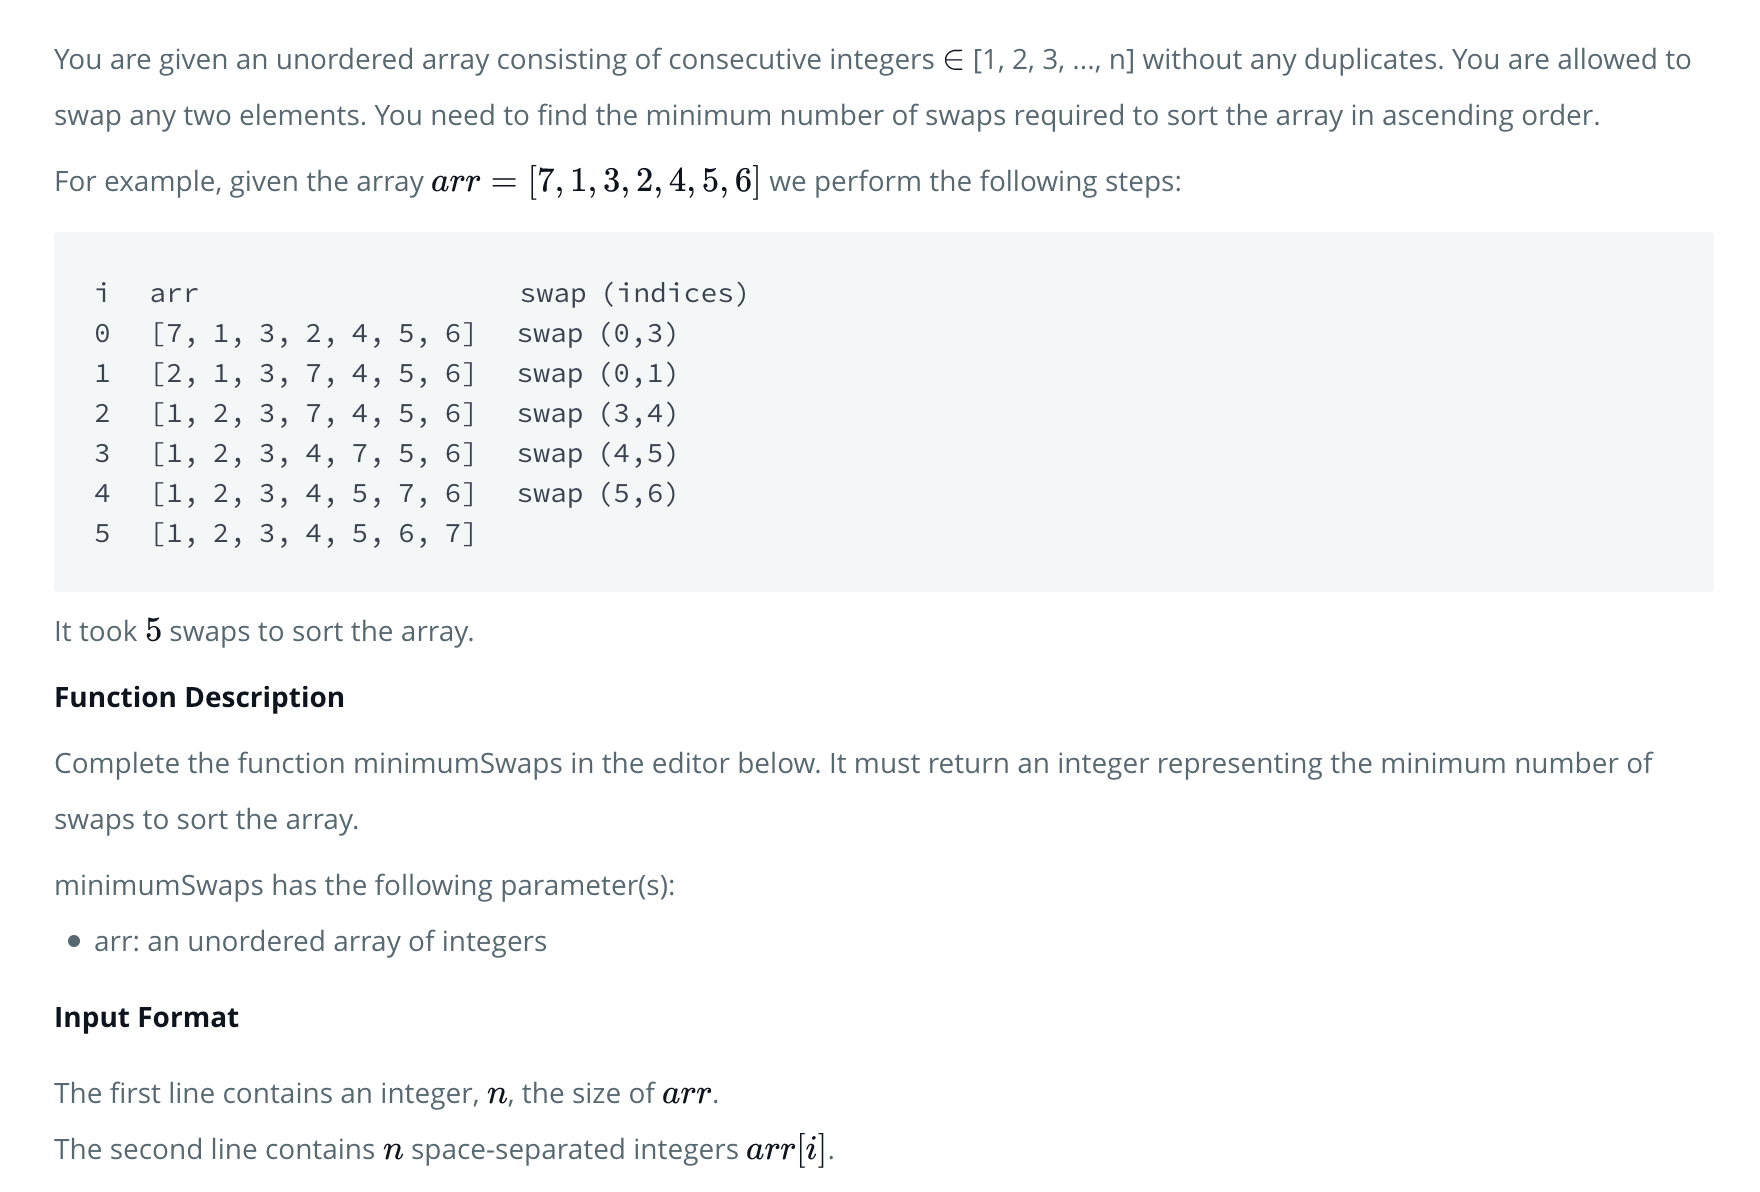 You are given an unordered array consisting of consecutive integers ∈ [1, 2, 3, ..., n] without any duplicates. You are allowed to
swap any two elements. You need to find the minimum number of swaps required to sort the array in ascending order.
For example, given the array arr = [7, 1, 3, 2, 4, 5, 6] we perform the following steps:
i   arr                     swap (indices)
0   [7, 1, 3, 2, 4, 5, 6]   swap (0,3)
1   [2, 1, 3, 7, 4, 5, 6]   swap (0,1)
2   [1, 2, 3, 7, 4, 5, 6]   swap (3,4)
3   [1, 2, 3, 4, 7, 5, 6]   swap (4,5)
4   [1, 2, 3, 4, 5, 7, 6]   swap (5,6)
5   [1, 2, 3, 4, 5, 6, 7]
It took 5 swaps to sort the array.
Function Description
Complete the function minimumSwaps in the editor below. It must return an integer representing the minimum number of
swaps to sort the array.
minimumSwaps has the following parameter(s):
• arr: an unordered array of integers
Input Format
The first line contains an integer, n, the size of arr.
The second line contains n space-separated integers arr[i].